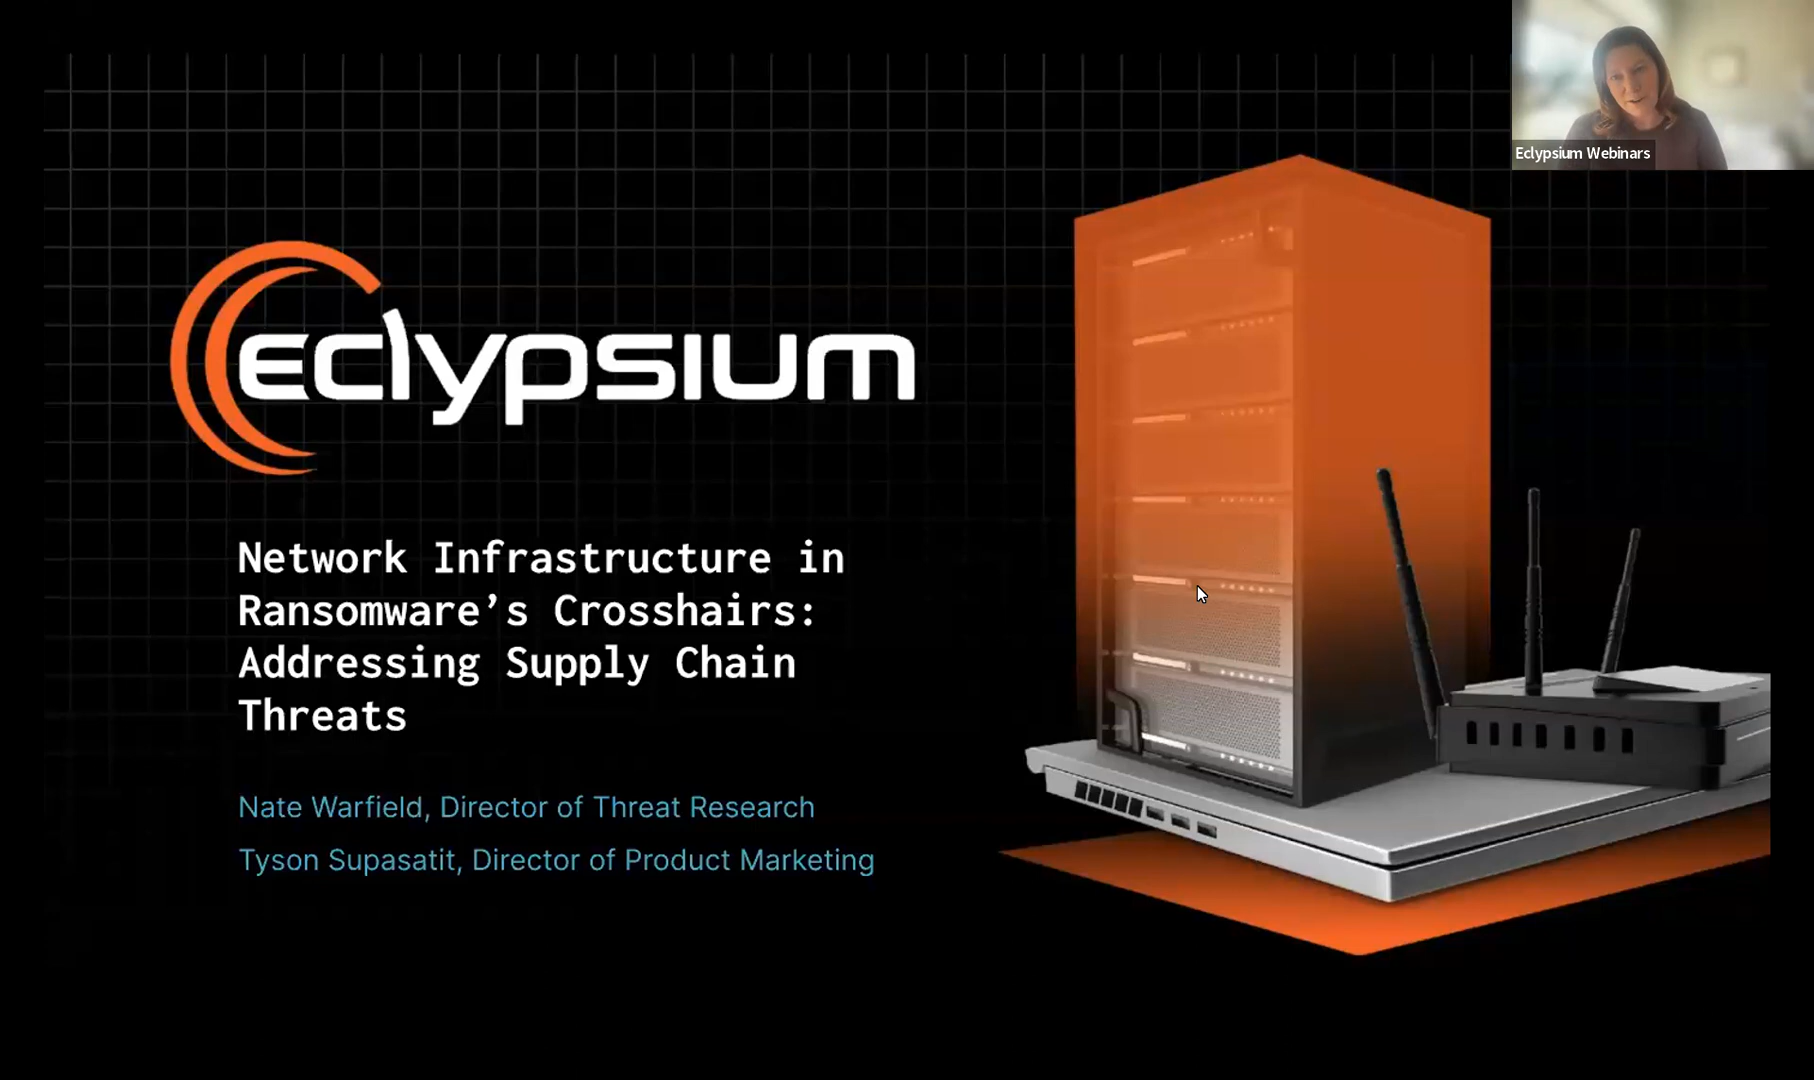 Eclypsium Webinars
Eclypsium
Network Infrastructure in
Ransomware’s Crosshairs:
Addressing Supply Chain
Threats
Nate Warfield, Director of Threat Research
Tyson Supasatit, Director of Product Marketing